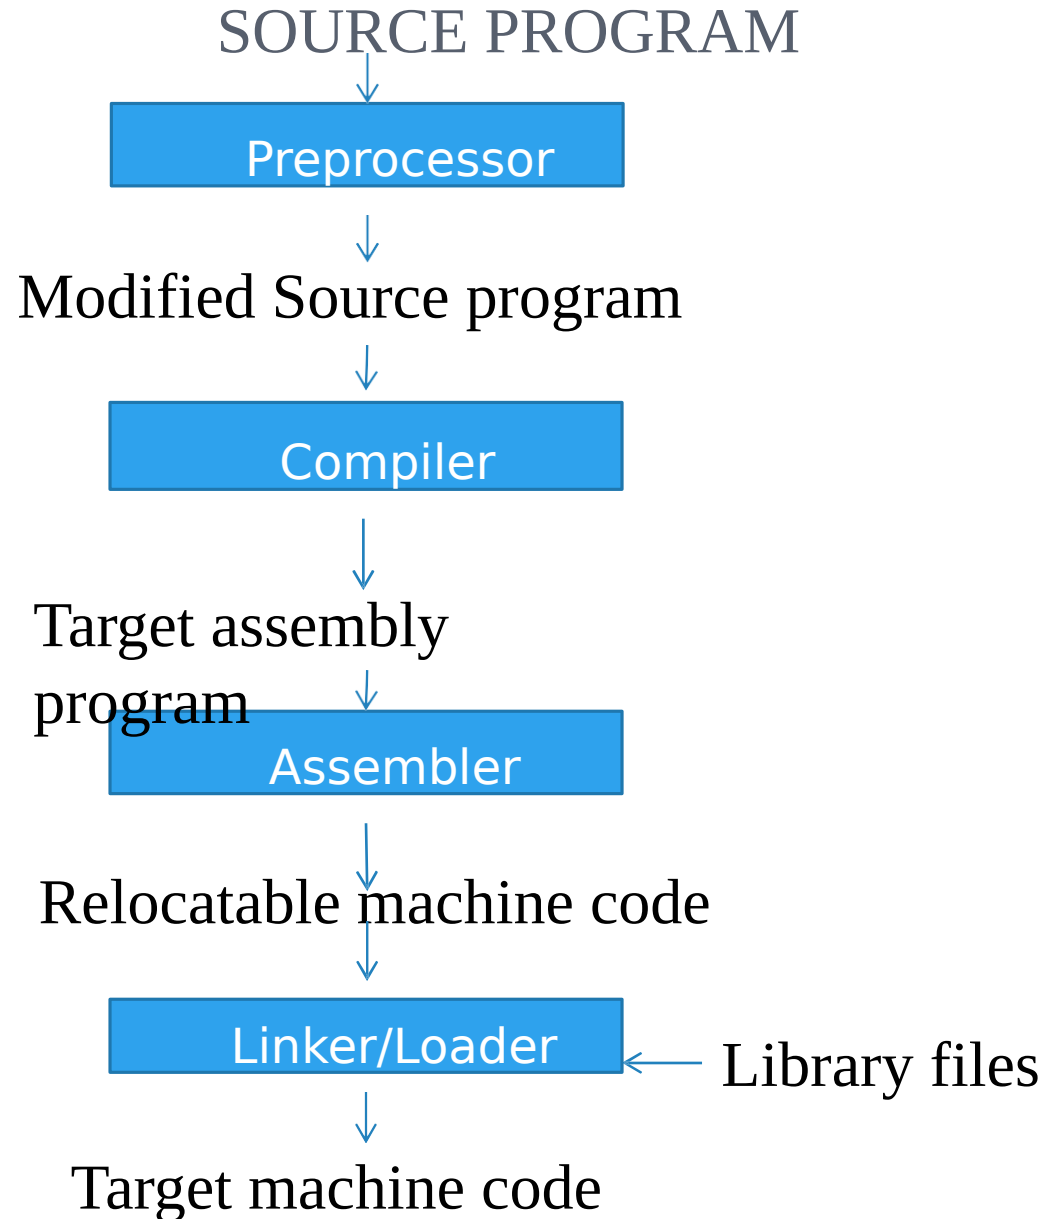 SOURCE PROGRAM
Preprocessor
Modified Source program
Compiler
Target assembly
program
Assembler
Relocatable machine code
Linker/Loader
Library files
Target machine code